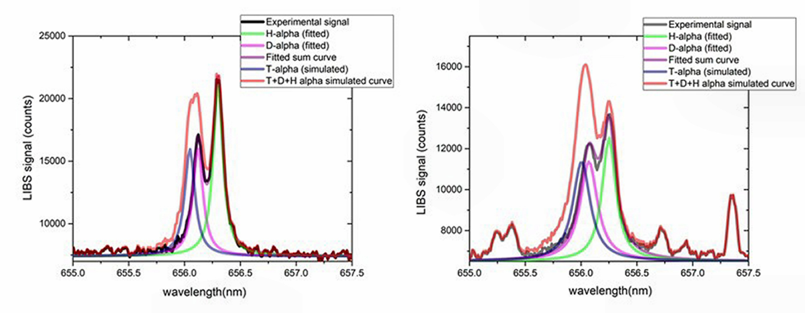 Experimental signal
H-alpha (fitted)
D-alpha (fitted)
Fitted sum curve
T-alpha (simulated)
T+D+H alpha simulated curve
25000
20000
15000
10000
LIBS signal (counts)
655.0 655.5 656.0 656.5 657.0 657.5
wavelength(nm)
Experimental signal
H-alpha (fitted)
D-alpha (fitted)
Fitted sum curve
T-alpha (simulated)
T+D+H alpha simulated curve
16000
14000
12000
10000
8000
LIBS signal (counts)
655.0 655.5 656.0 656.5 657.0 657.5
wavelength(nm)